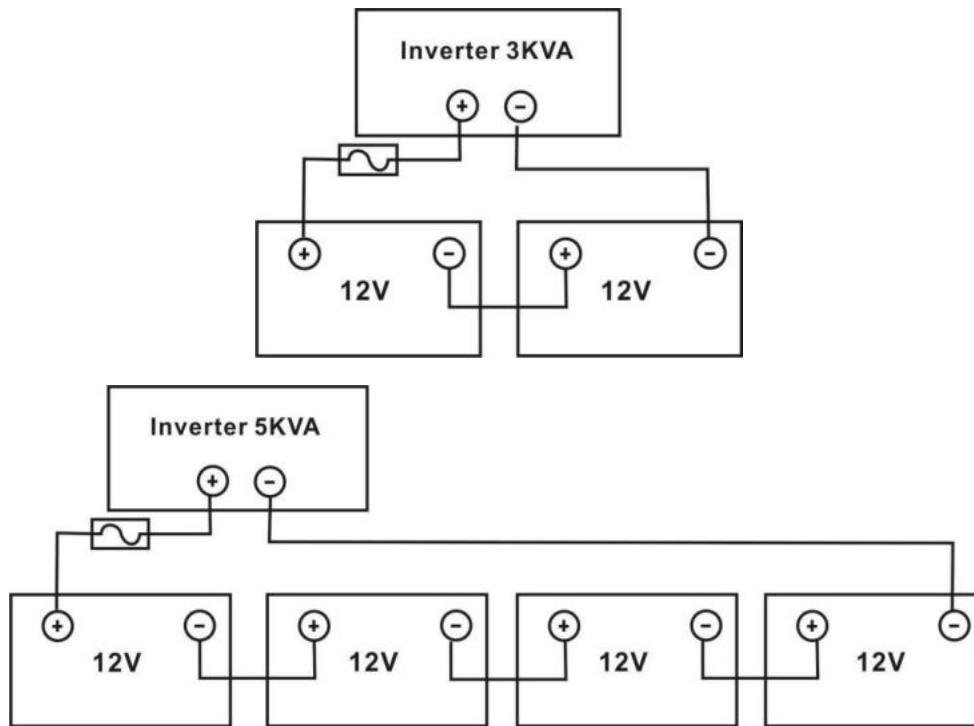 Inverter 3KVA
+ −
+ − + −
12V 12V
Inverter 5KVA
+ −
+ − + − + − + −
12V 12V 12V 12V